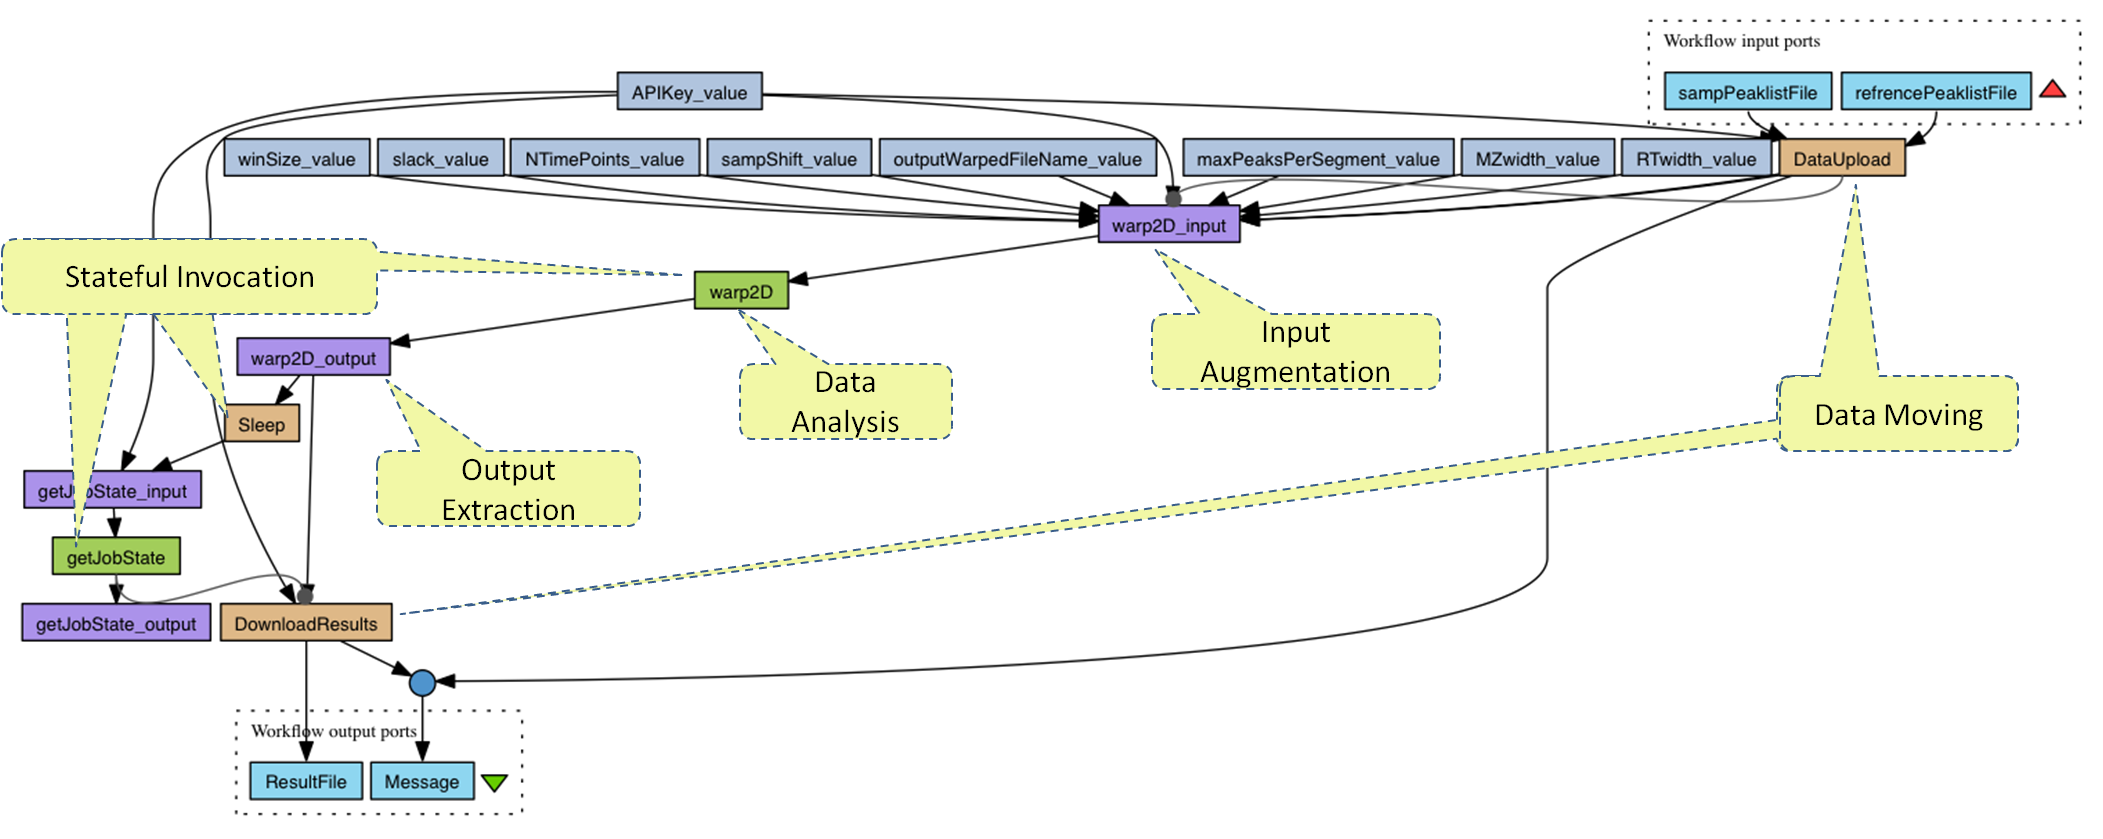 Workflow input ports
APIKey_value
sampPeaklistFile
refrencePeaklistFile
winSize_value
slack_value
NTimePoints_value
sampShift_value
outputWarpedFileName_value
maxPeaksPerSegment_value
MZwidth_value
RTwidth_value
DataUpload
warp2D_input
Stateful Invocation
warp2D
Input
Augmentation
warp2D_output
Data
Analysis
Data Moving
Sleep
Output
Extraction
getJobState_input
getJobState
getJobState_output
DownloadResults
Workflow output ports
ResultFile
Message